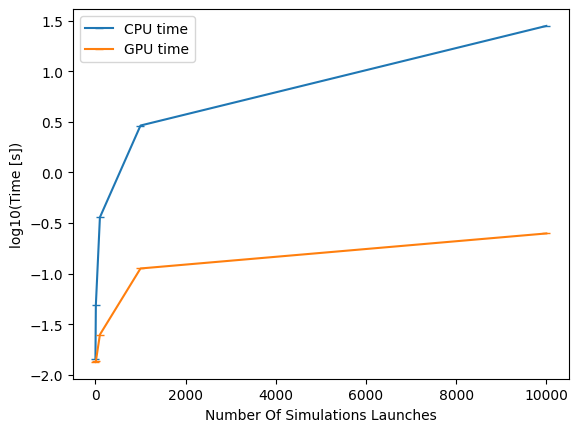 CPU time
GPU time
1.5
1.0
0.5
0.0
−0.5
−1.0
−1.5
−2.0
log10(Time [s])
0 2000 4000 6000 8000 10000
Number Of Simulations Launches